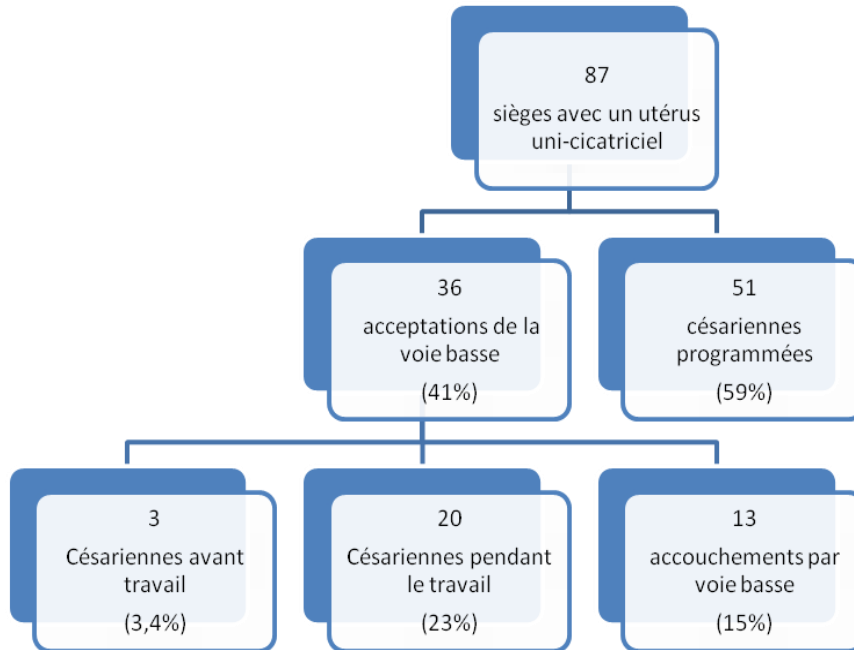 87
sièges avec un utérus
uni-cicatriciel
36
acceptations de la
voie basse
(41%)
51
césariennes
programmées
(59%)
3
Césariennes avant
travail
(3,4%)
20
Césariennes pendant
le travail
(23%)
13
accouchements par
voie basse
(15%)